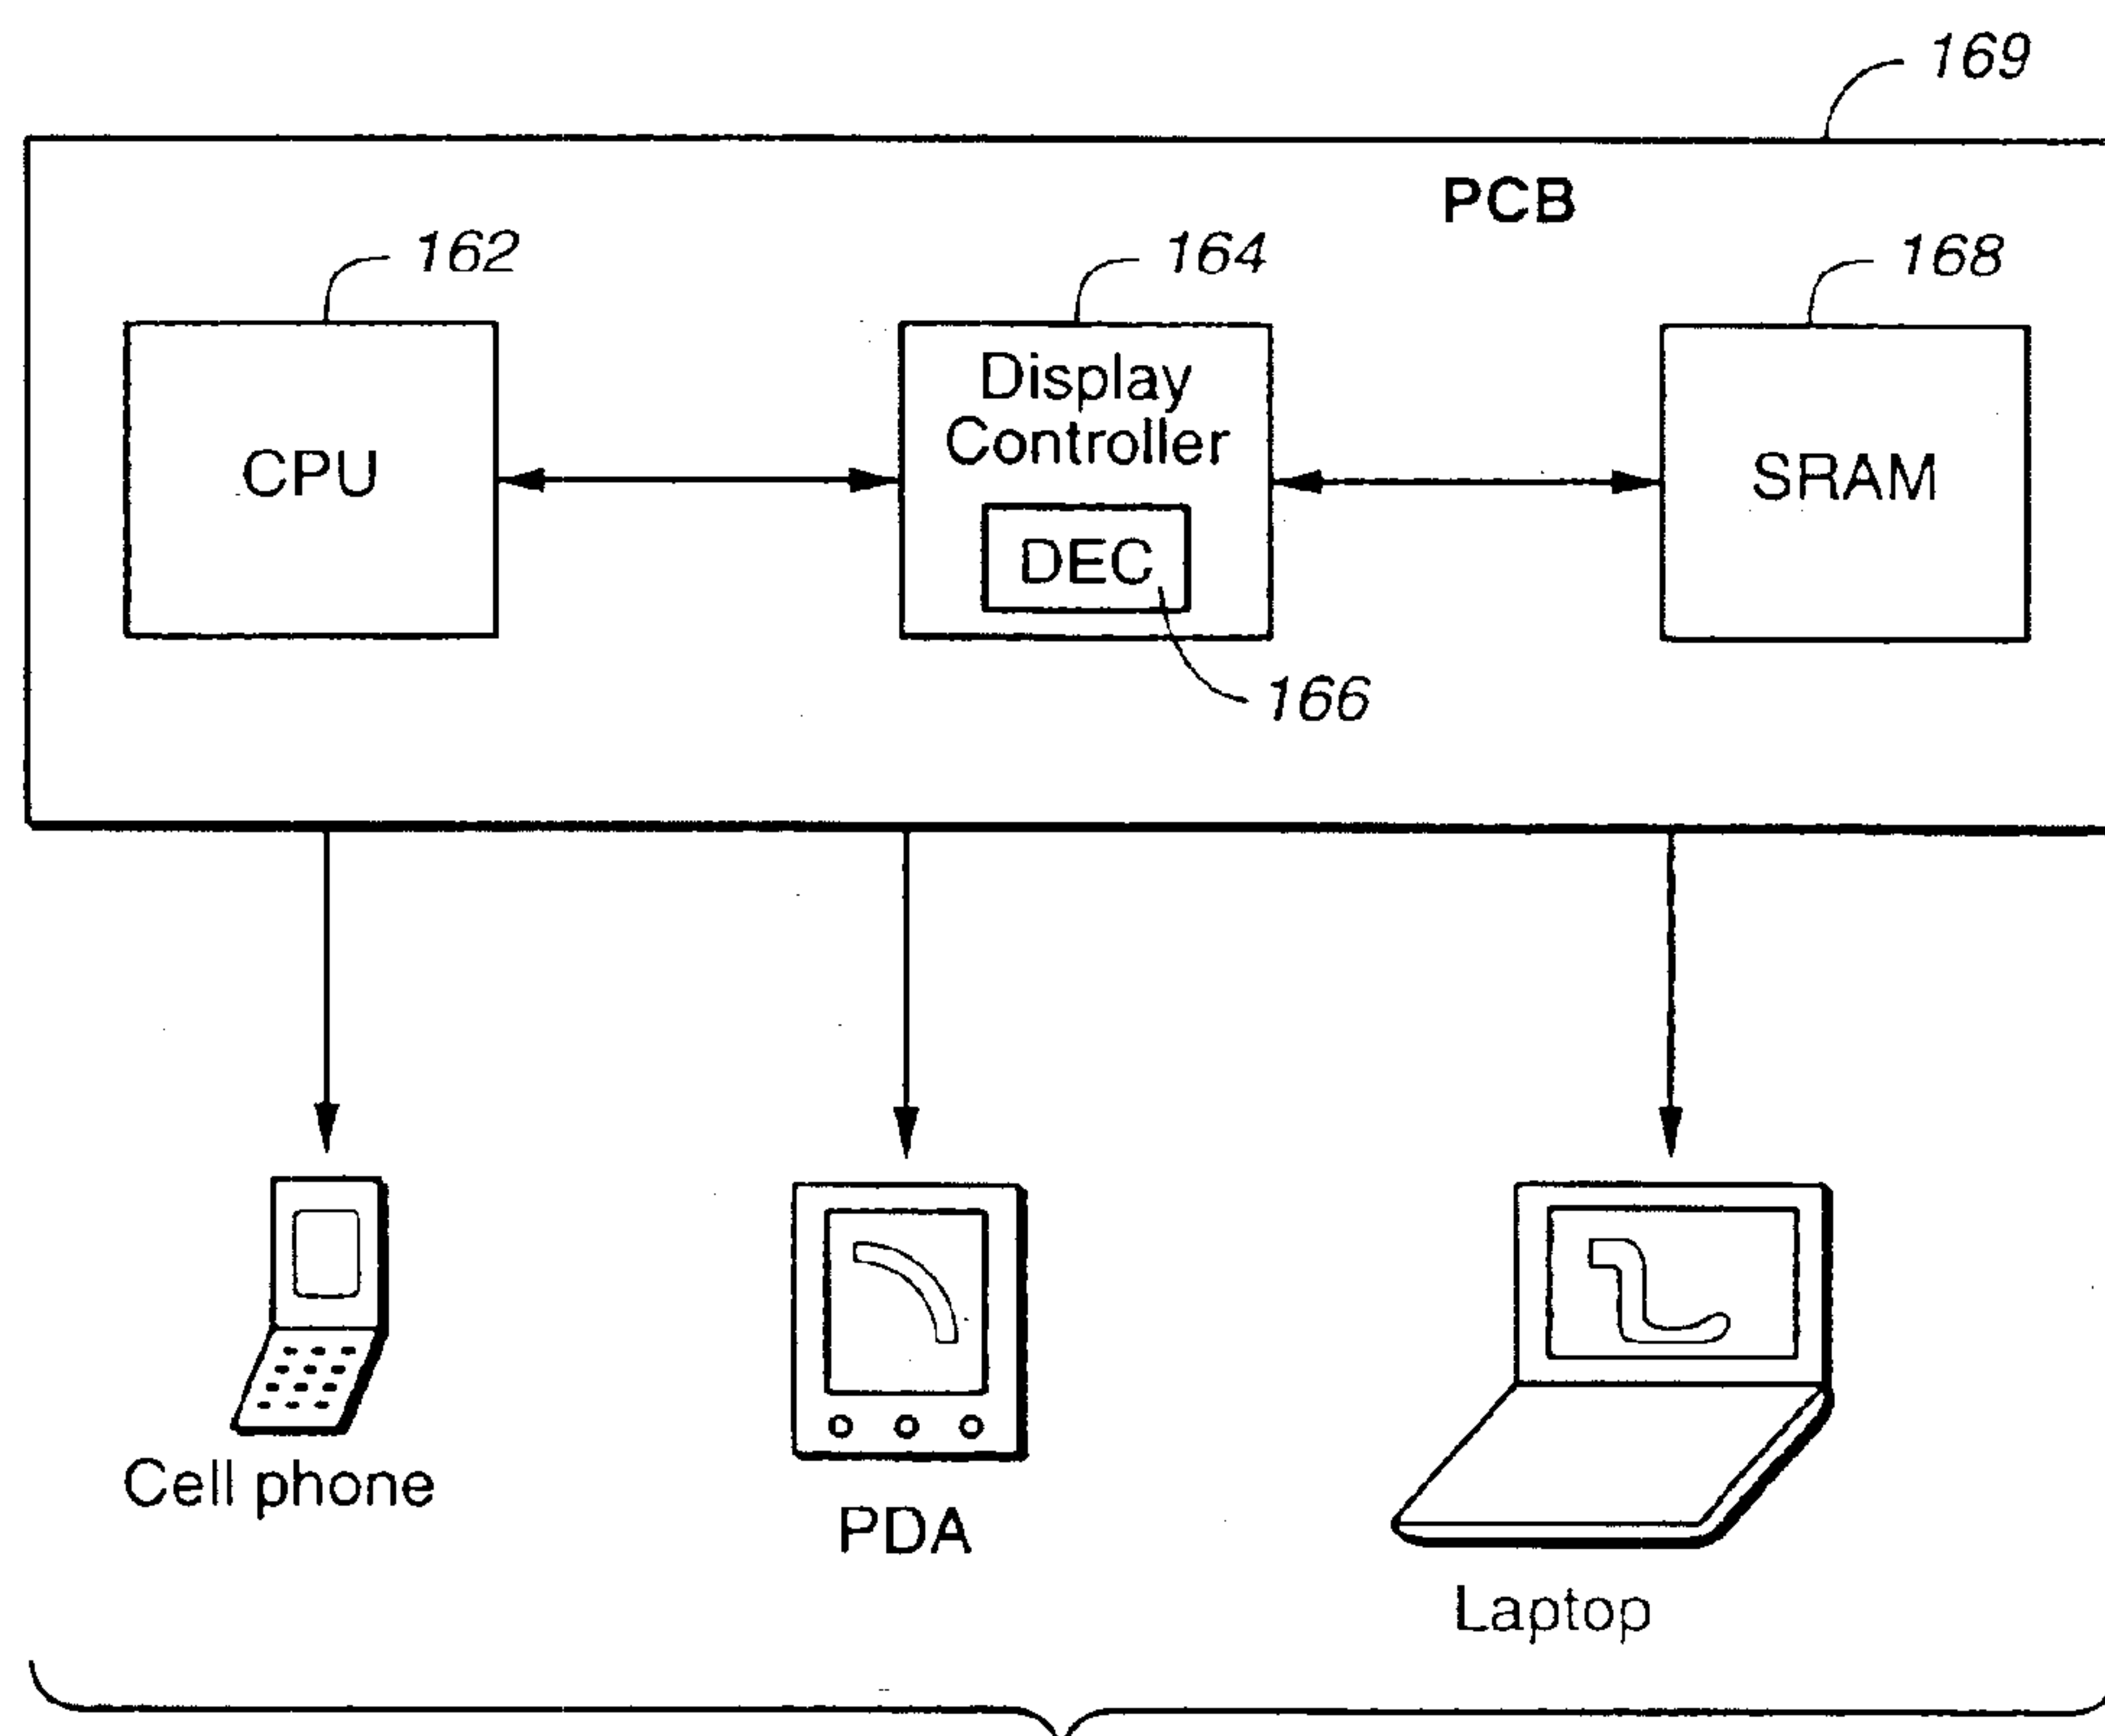 169
PCB
162
164
168
Display
Controller
CPU
SRAM
DEC
166
Cell phone
PDA
Laptop